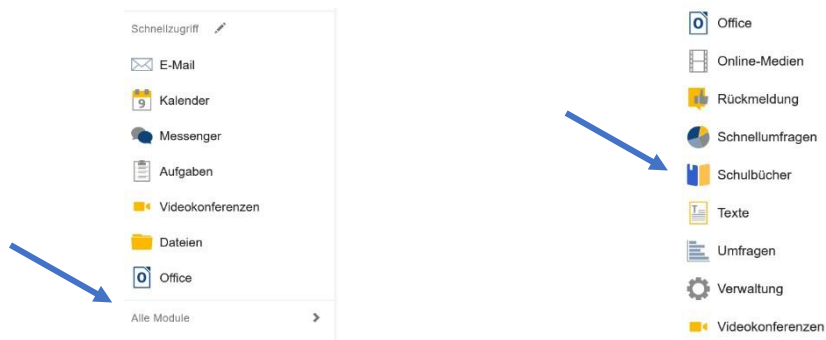 Schnellzugriff
E-Mail
9 Kalender
Messenger
Aufgaben
Videokonferenzen
Dateien
O Office
Alle Module
O Office
Online-Medien
Rückmeldung
Schnellumfragen
Schulbücher
T Texte
Umfragen
Verwaltung
Videokonferenzen